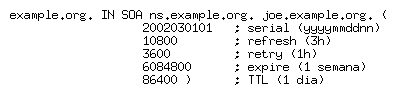 example.org. IN SOA ns.example.org. joe.example.org. (
2002030101 ; serial (yyyymmddnn)
10800 ; refresh (3h)
3600 ; retry (1h)
6084800 ; expire (1 semana)
86400 ) ; TTL (1 dia)